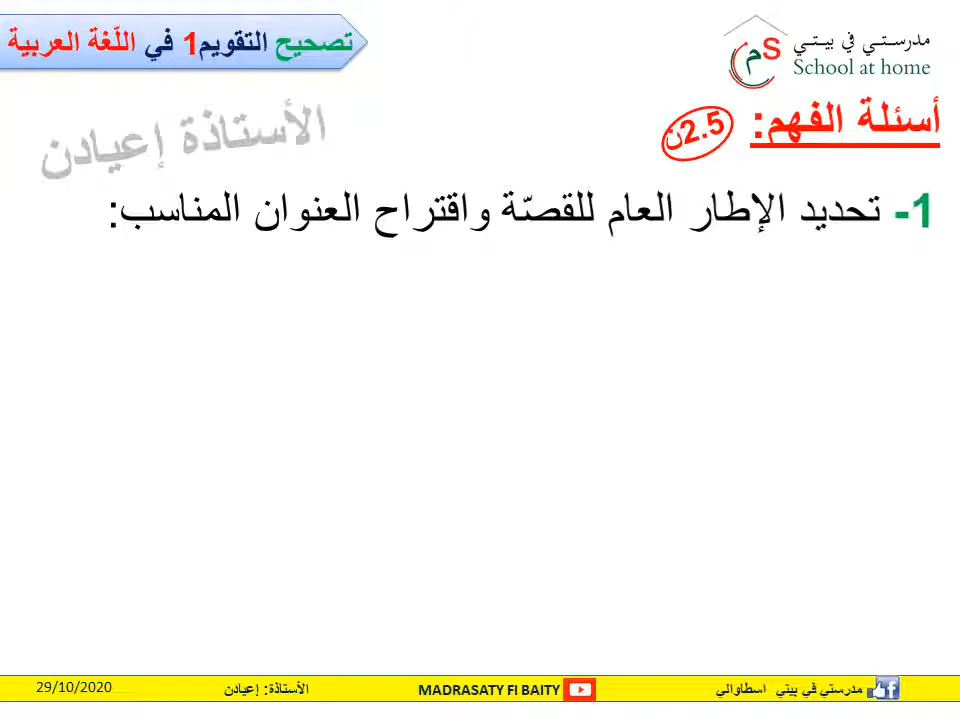 تصحيح التقويم1 في اللّغة العربية
مدرستي في بيتي
School at home
S م
أسئلة الفهم: 2.5ن
الأستاذة إعيادن
1- تحديد الإطار العام للقصّة واقتراح العنوان المناسب:
مدرستي في بيتي اسطاوالي
MADRASATY FI BAITY
الأستاذة: إعيادن
29/10/2020